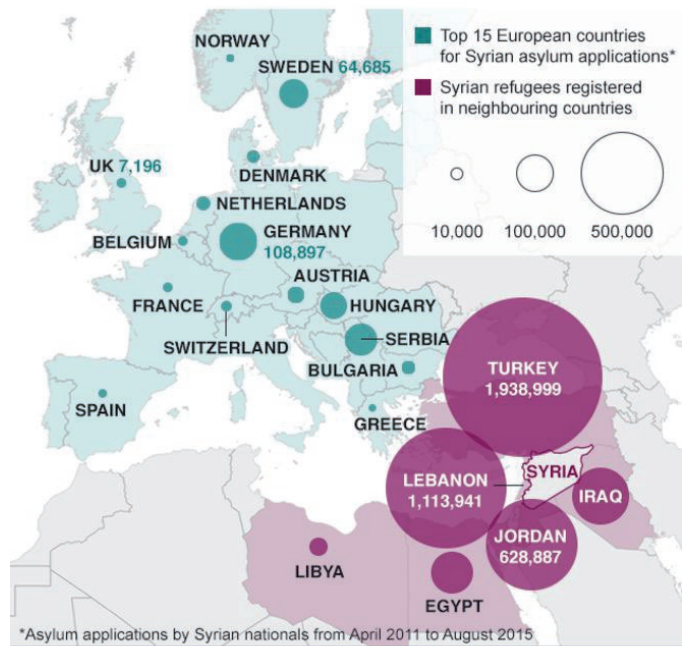 Top 15 European countries
for Syrian asylum applications*
Syrian refugees registered
in neighbouring countries
10,000 100,000 500,000
NORWAY
SWEDEN 64,685
UK 7,196
DENMARK
NETHERLANDS
GERMANY
108,897
BELGIUM
AUSTRIA
FRANCE
HUNGARY
SWITZERLAND
SERBIA
BULGARIA
SPAIN
GREECE
TURKEY
1,938,999
SYRIA
LEBANON
1,113,941
IRAQ
JORDAN
628,887
LIBYA
EGYPT
*Asylum applications by Syrian nationals from April 2011 to August 2015